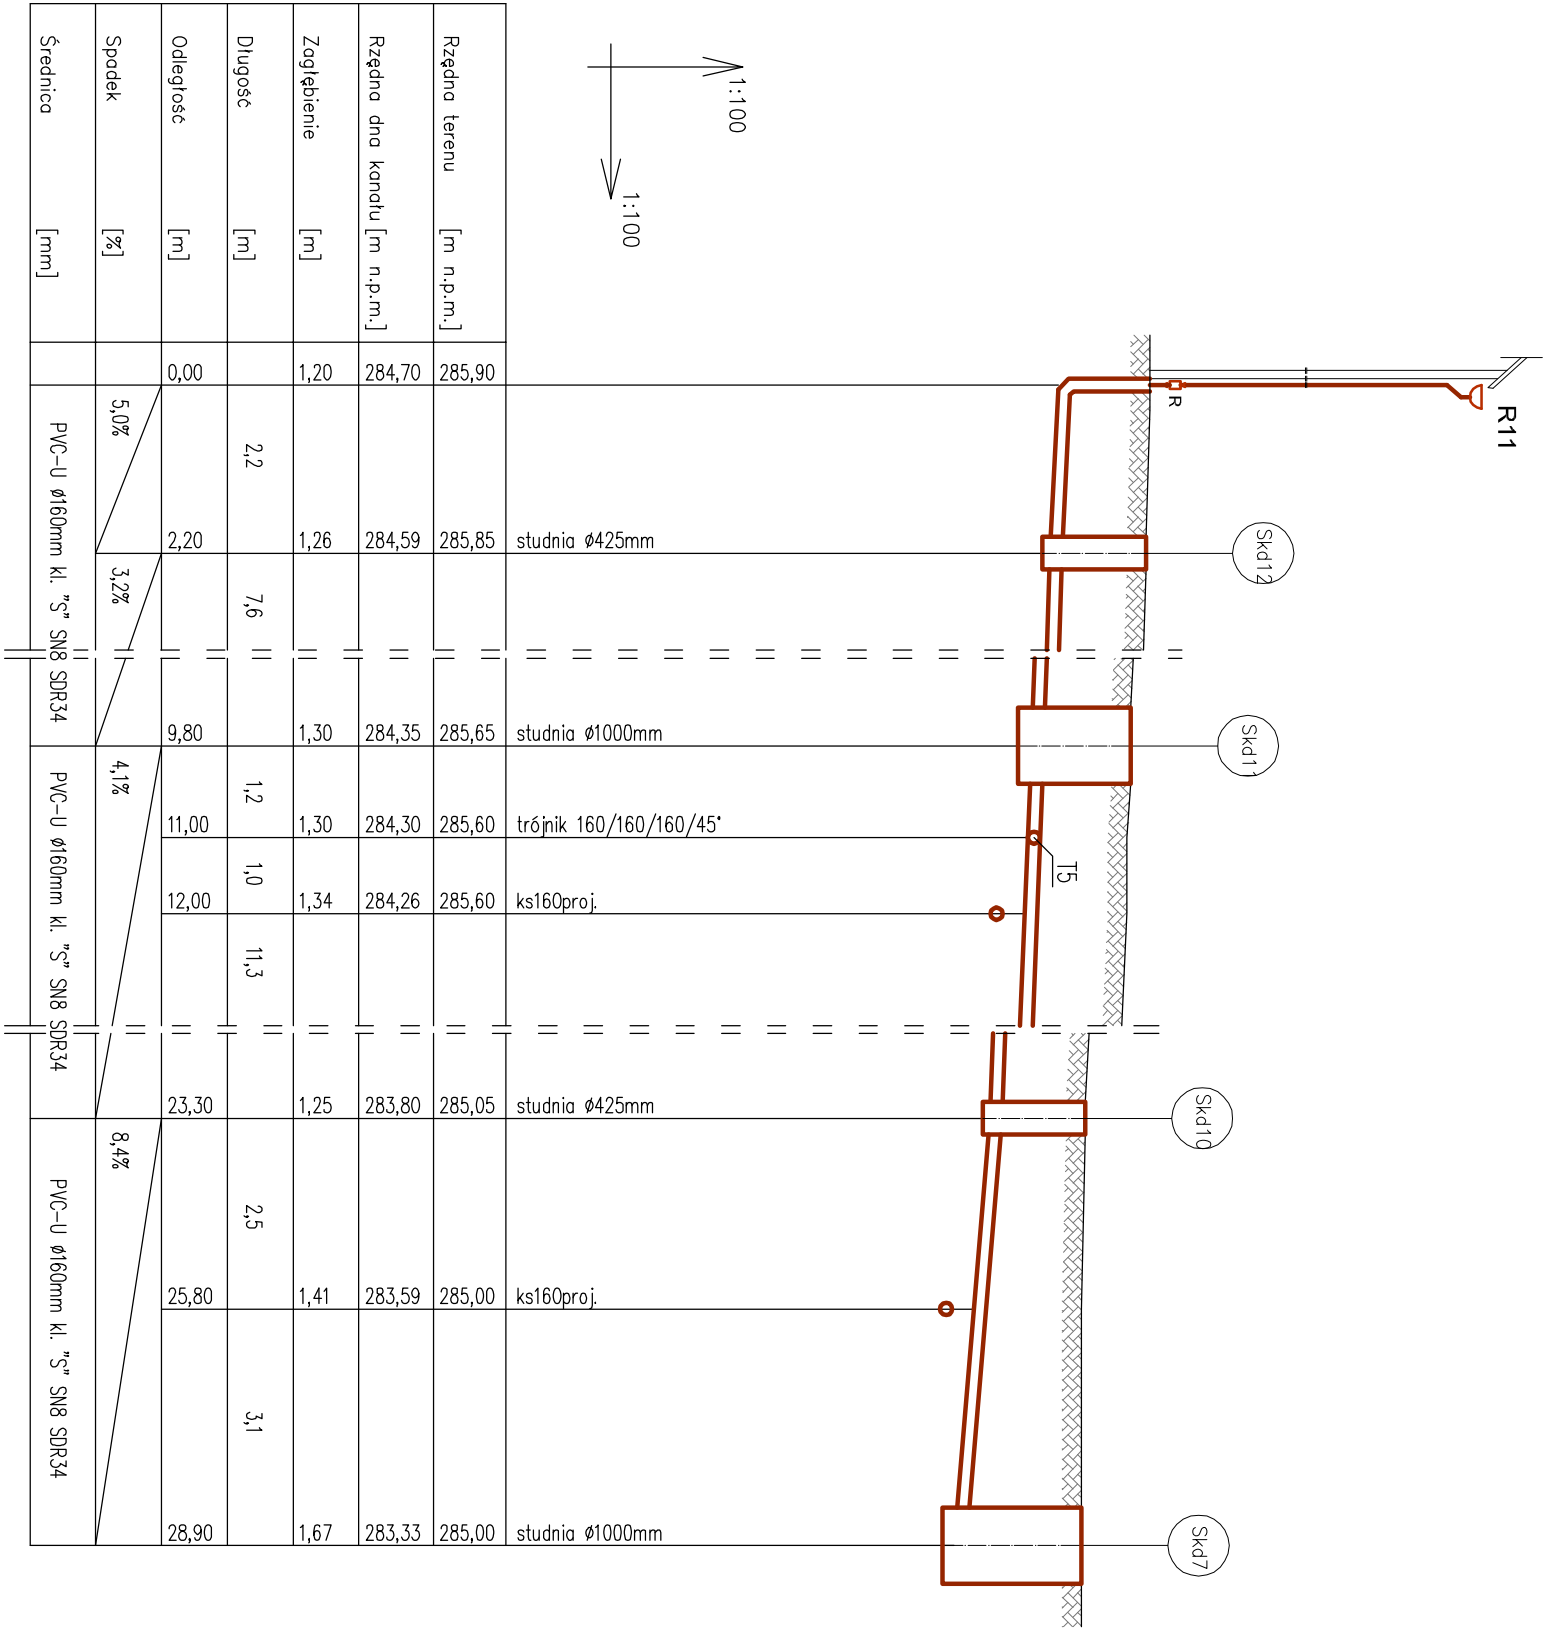 R11
R
1:100
1:100
Skd12
Skd11
T5
Skd10
Skd7
studnia ø425mm
studnia ø1000mm
trójnik 160/160/160/45°
ks160proj.
studnia ø425mm
ks160proj.
studnia ø1000mm
Rzędna terenu [m n.p.m.] 285,90 285,85 285,65 285,60 285,60 285,05 285,00 285,00
Rzędna dna kanału [m n.p.m.] 284,70 284,59 284,35 284,30 284,26 283,80 283,59 283,33
Zagłębienie [m] 1,20 1,26 1,30 1,30 1,34 1,25 1,41 1,67
Długość [m] 2,2 7,6 1,2 1,0 11,3 2,5 3,1
Odległość [m] 0,00 2,20 9,80 11,00 12,00 23,30 25,80 28,90
Spadek [%] 5,0% 3,2% 4,1% 8,4%
Średnica [mm] PVC-U ø160mm kl. "S" SN8 SDR34 PVC-U ø160mm kl. "S" SN8 SDR34 PVC-U ø160mm kl. "S" SN8 SDR34